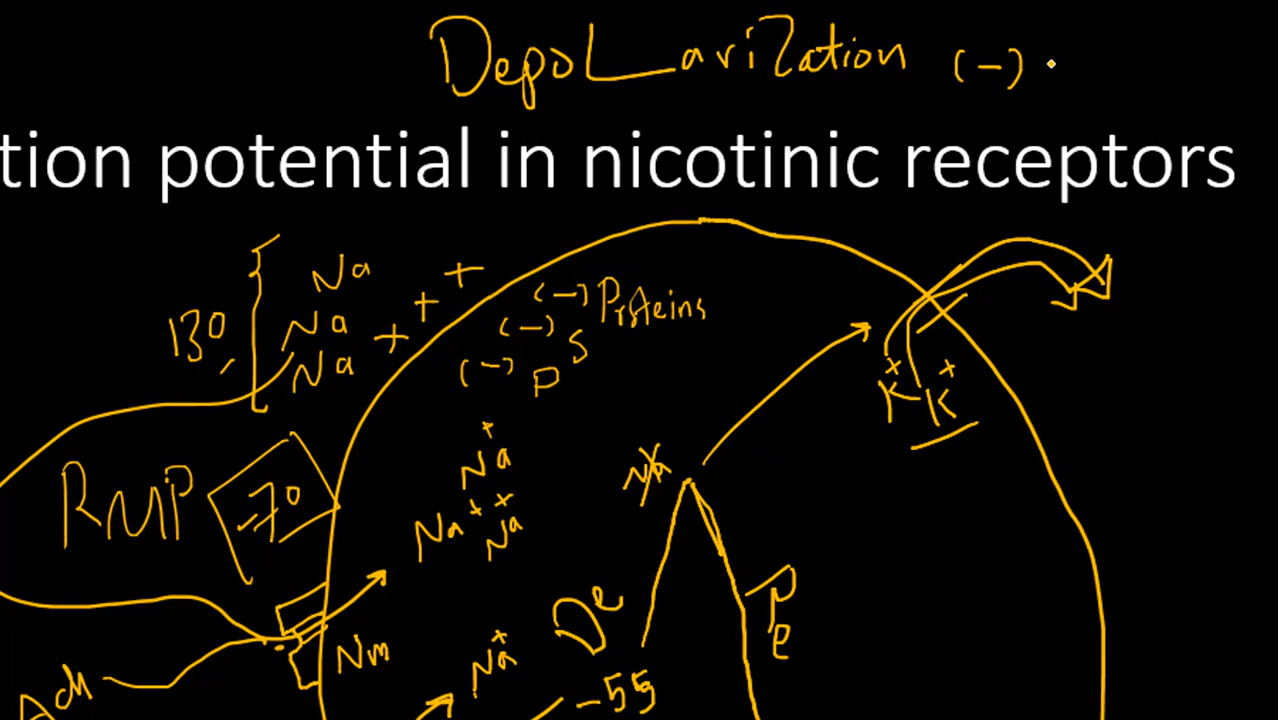 Depolarization (-)
tion potential in nicotinic receptors
Na
130 Na
Na
+ + +
(-) Proteins
(-) S
(-) P
K+ K+
Na+
Na
RMP -70
Na+ Na+
De
Re
Na+
Nm
Ach
-55